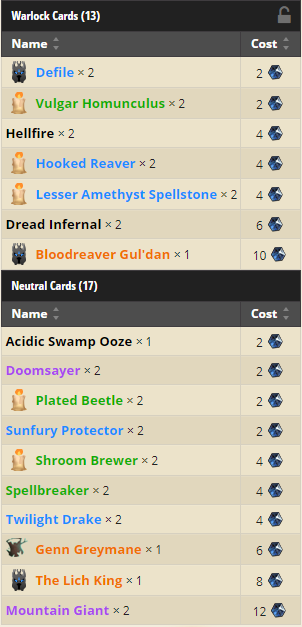 Warlock Cards (13)
Name Cost
Defile × 2 2
Vulgar Homunculus × 2 2
Hellfire × 2 4
Hooked Reaver × 2 4
Lesser Amethyst Spellstone × 2 4
Dread Infernal × 2 6
Bloodreaver Gul'dan × 1 10
Neutral Cards (17)
Name Cost
Acidic Swamp Ooze × 1 2
Doomsayer × 2 2
Plated Beetle × 2 2
Sunfury Protector × 2 2
Shroom Brewer × 2 4
Spellbreaker × 2 4
Twilight Drake × 2 4
Genn Greymane × 1 6
The Lich King × 1 8
Mountain Giant × 2 12